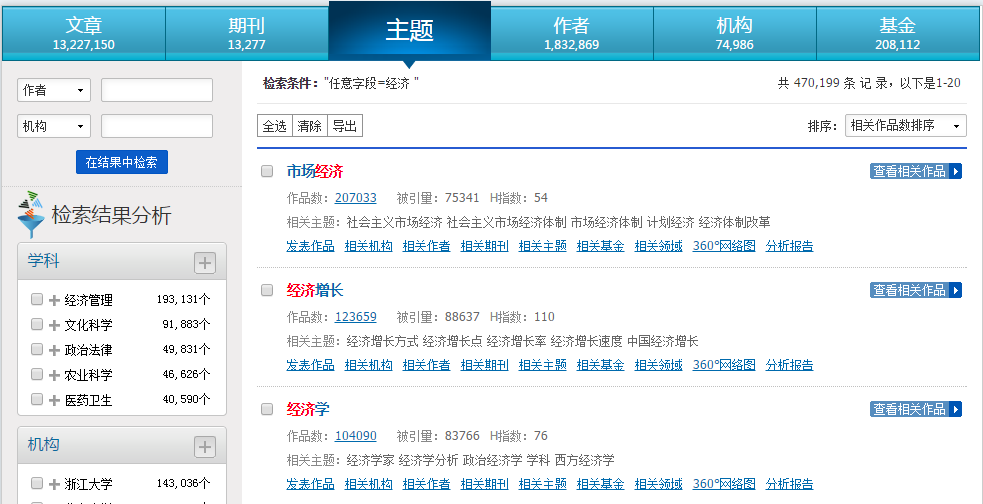 文章 期刊 主题 作者 机构 基金
13,227,150 13,277 1,832,869 74,986 208,112
作者
机构
在结果中检索
检索结果分析
学科
经济管理 193,131个
文化科学 91,883个
政治法律 49,831个
农业科学 46,626个
医药卫生 40,590个
机构
浙江大学 143,036个
检索条件："任意字段=经济 " 共 470,199 条 记 录，以下是1-20
全选 清除 导出 排序： 相关作品数排序
市场经济 查看相关作品
作品数：207033 被引量：75341 H指数：54
相关主题：社会主义市场经济 社会主义市场经济体制 市场经济体制 计划经济 经济体制改革
发表作品 相关机构 相关作者 相关期刊 相关主题 相关基金 相关领域 360°网络图 分析报告
经济增长 查看相关作品
作品数：123659 被引量：88637 H指数：110
相关主题：经济增长方式 经济增长点 经济增长率 经济增长速度 中国经济增长
发表作品 相关机构 相关作者 相关期刊 相关主题 相关基金 相关领域 360°网络图 分析报告
经济学 查看相关作品
作品数：104090 被引量：83766 H指数：76
相关主题：经济学家 经济学分析 政治经济学 学科 西方经济学
发表作品 相关机构 相关作者 相关期刊 相关主题 相关基金 相关领域 360°网络图 分析报告